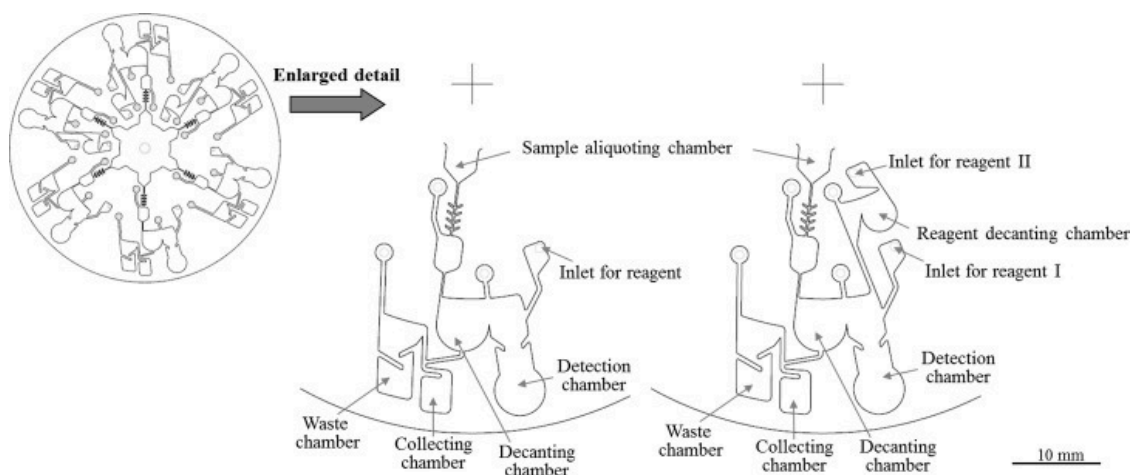 Enlarged detail
Sample aliquoting chamber
Inlet for reagent II
Reagent decanting chamber
Inlet for reagent
Inlet for reagent I
Detection
chamber
Detection
chamber
Waste
chamber
Collecting
chamber
Decanting
chamber
Waste
chamber
Collecting
chamber
Decanting
chamber
10 mm